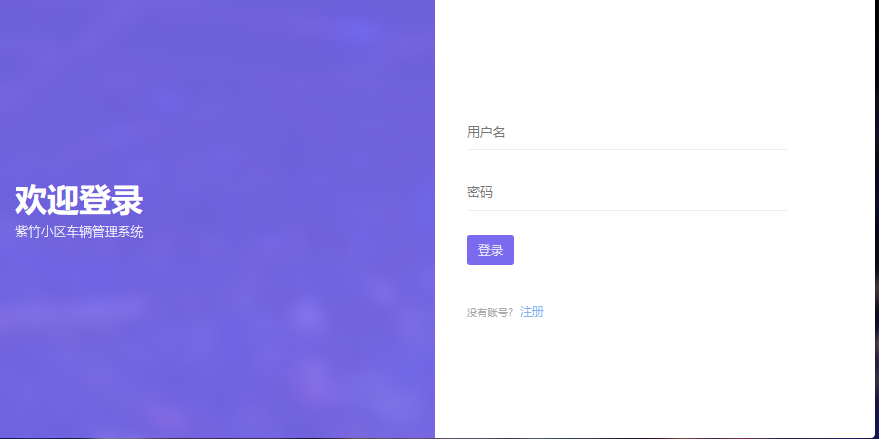 欢迎登录
紫竹小区车辆管理系统
用户名
密码
登录
没有账号? 注册